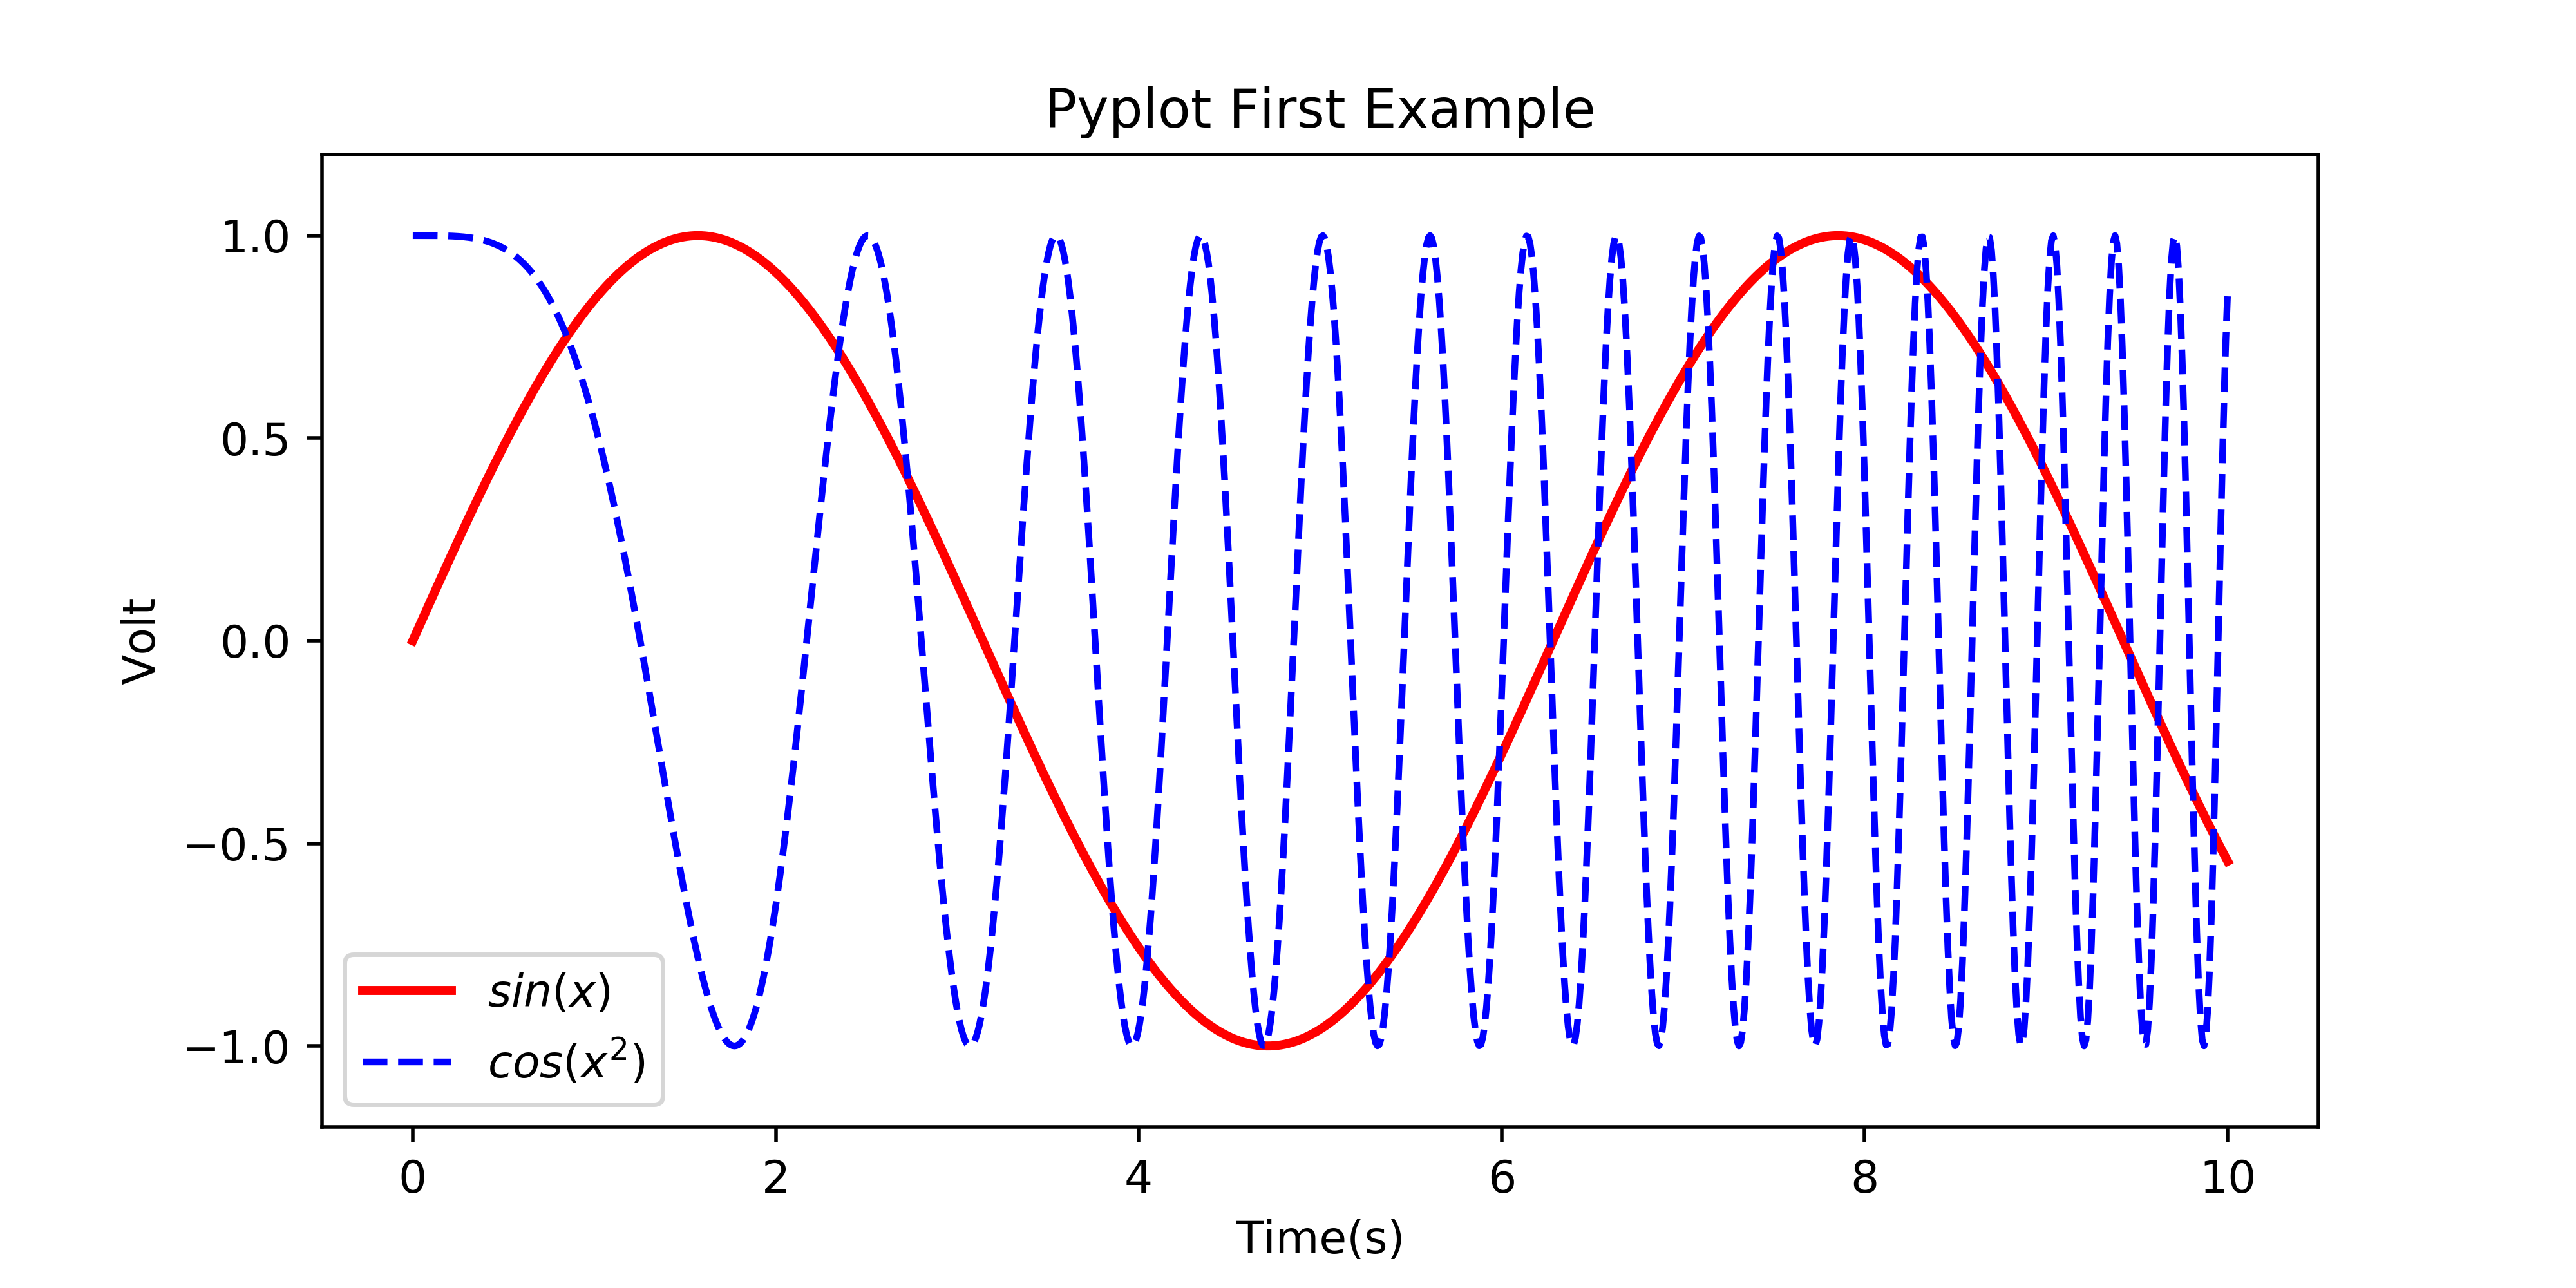 Pyplot First Example
1.0
0.5
0.0
−0.5
−1.0
Volt
sin(x)
cos(x²)
0 2 4 6 8 10
Time(s)